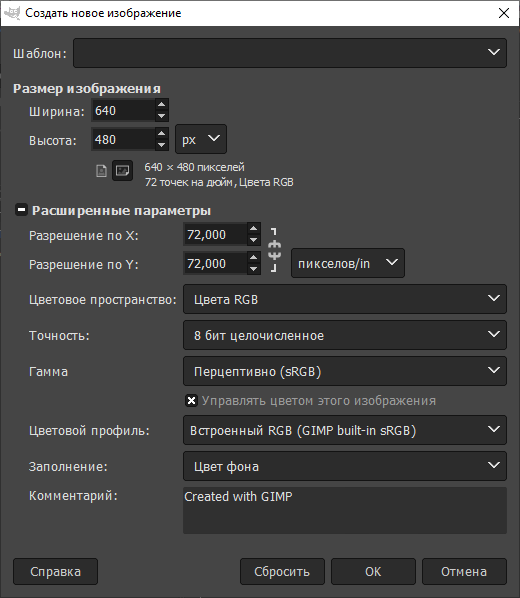 Создать новое изображение
Шаблон:
Размер изображения
Ширина: 640
Высота: 480 px
640 × 480 пикселей
72 точек на дюйм, Цвета RGB
Расширенные параметры
Разрешение по X: 72,000
Разрешение по Y: 72,000 пикселов/in
Цветовое пространство: Цвета RGB
Точность: 8 бит целочисленное
Гамма Перцептивно (sRGB)
Управлять цветом этого изображения
Цветовой профиль: Встроенный RGB (GIMP built-in sRGB)
Заполнение: Цвет фона
Комментарий: Created with GIMP
Справка Сбросить OK Отмена